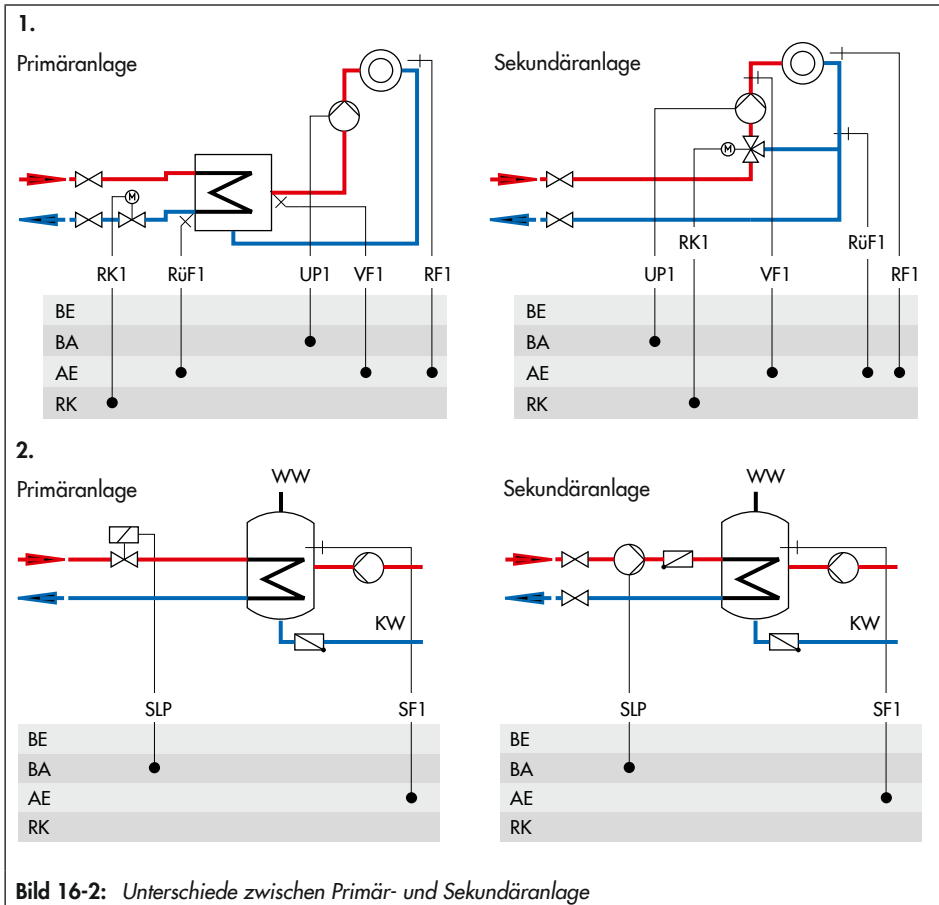 1.
Primäranlage
Sekundäranlage
M
M
RK1
RK1 RüF1 UP1 VF1 RF1
UP1 VF1 RüF1 RF1
BE
BA
AE
RK
BE
BA
AE
RK
2.
Primäranlage
WW
KW
SLP SF1
BE
BA
AE
RK
Sekundäranlage
WW
KW
SLP SF1
BE
BA
AE
RK
Bild 16-2: Unterschiede zwischen Primär- und Sekundäranlage